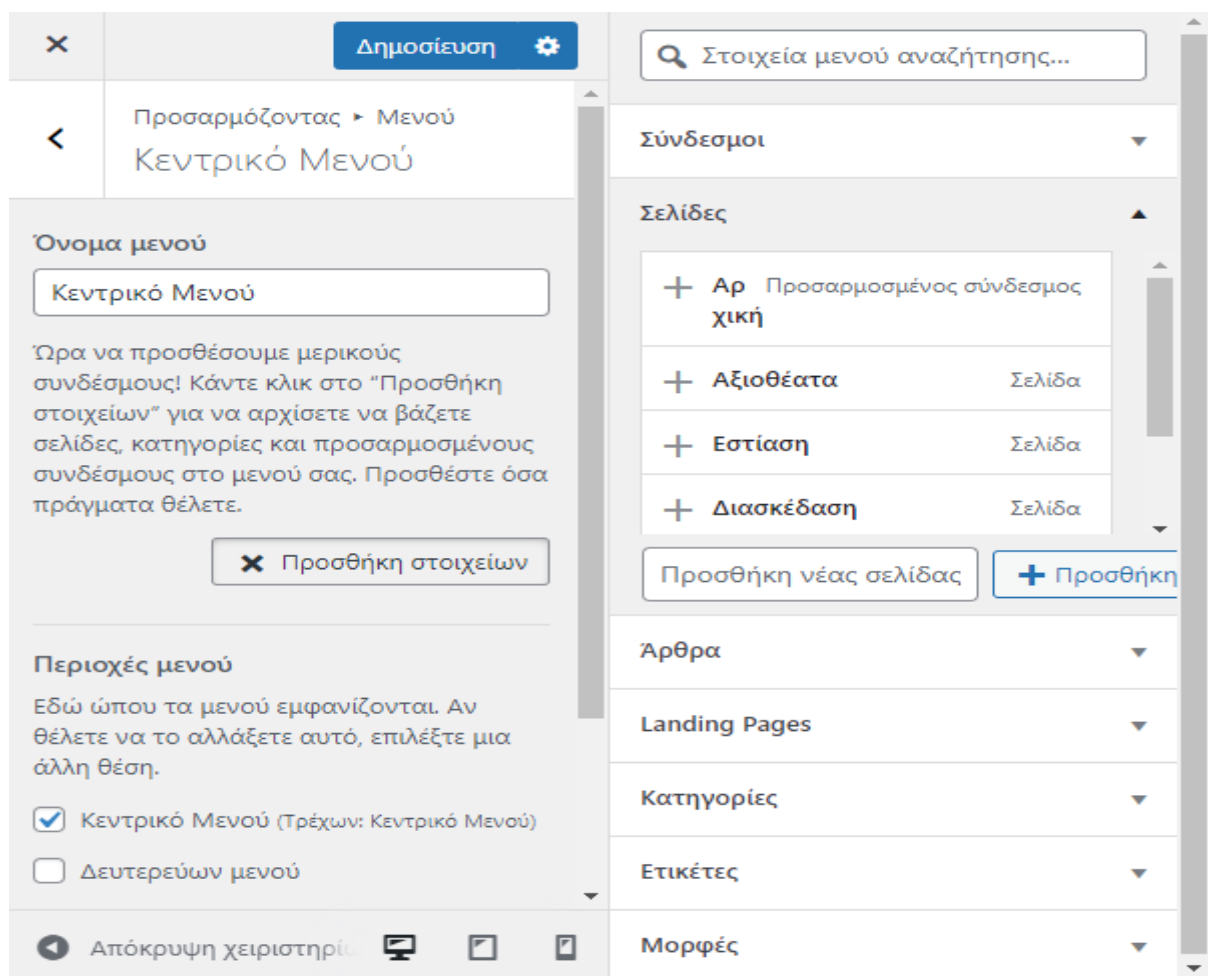 Δημοσίευση
Προσαρμόζοντας ▸ Μενού
Κεντρικό Μενού
Όνομα μενού
Κεντρικό Μενού
Ώρα να προσθέσουμε μερικούς
συνδέσμους! Κάντε κλικ στο “Προσθήκη
στοιχείων” για να αρχίσετε να βάζετε
σελίδες, κατηγορίες και προσαρμοσμένους
συνδέσμους στο μενού σας. Προσθέστε όσα
πράγματα θέλετε.
Προσθήκη στοιχείων
Περιοχές μενού
Εδώ ώπου τα μενού εμφανίζονται. Αν
θέλετε να το αλλάξετε αυτό, επιλέξτε μια
άλλη θέση.
Κεντρικό Μενού (Τρέχων: Κεντρικό Μενού)
Δευτερεύων μενού
Απόκρυψη χειριστηρίω
Στοιχεία μενού αναζήτησης...
Σύνδεσμοι
Σελίδες
Αρ Προσαρμοσμένος σύνδεσμος
χική
Αξιοθέατα Σελίδα
Εστίαση Σελίδα
Διασκέδαση Σελίδα
Προσθήκη νέας σελίδας
Προσθήκη
Άρθρα
Landing Pages
Κατηγορίες
Ετικέτες
Μορφές